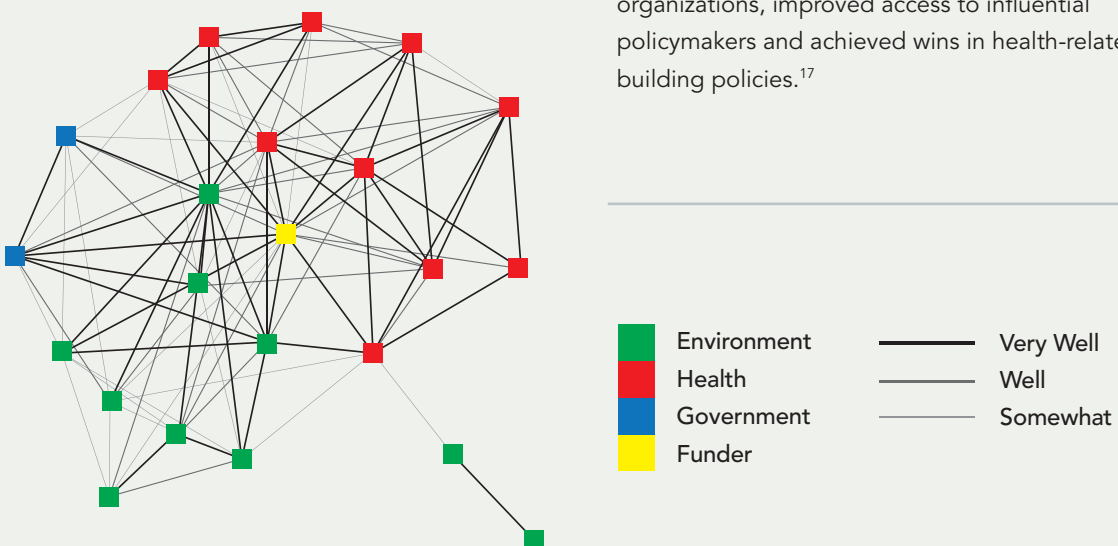 organizations, improved access to influential
policymakers and achieved wins in health-relate
building policies.17
Environment
Health
Government
Funder
Very Well
Well
Somewhat